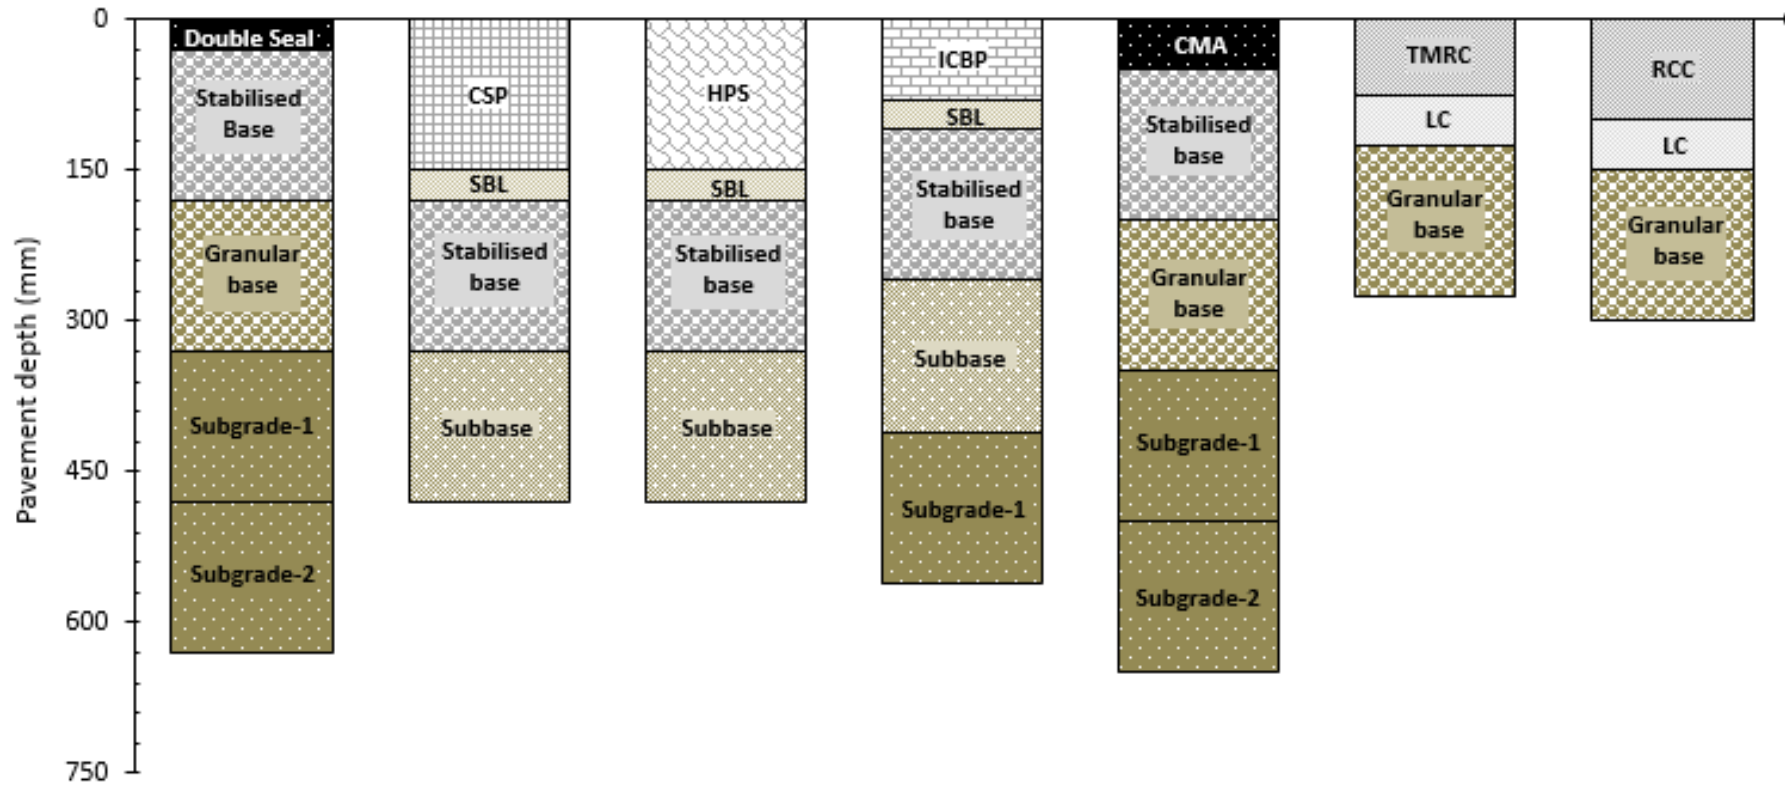 Pavement depth (mm)
0
150
300
450
600
750
Double Seal
Stabilised
Base
Granular
base
Subgrade-1
Subgrade-2
CSP
SBL
Stabilised
base
Subbase
HPS
SBL
Stabilised
base
Subbase
ICBP
SBL
Stabilised
base
Subbase
Subgrade-1
CMA
Stabilised
base
Granular
base
Subgrade-1
Subgrade-2
TMRC
LC
Granular
base
RCC
LC
Granular
base